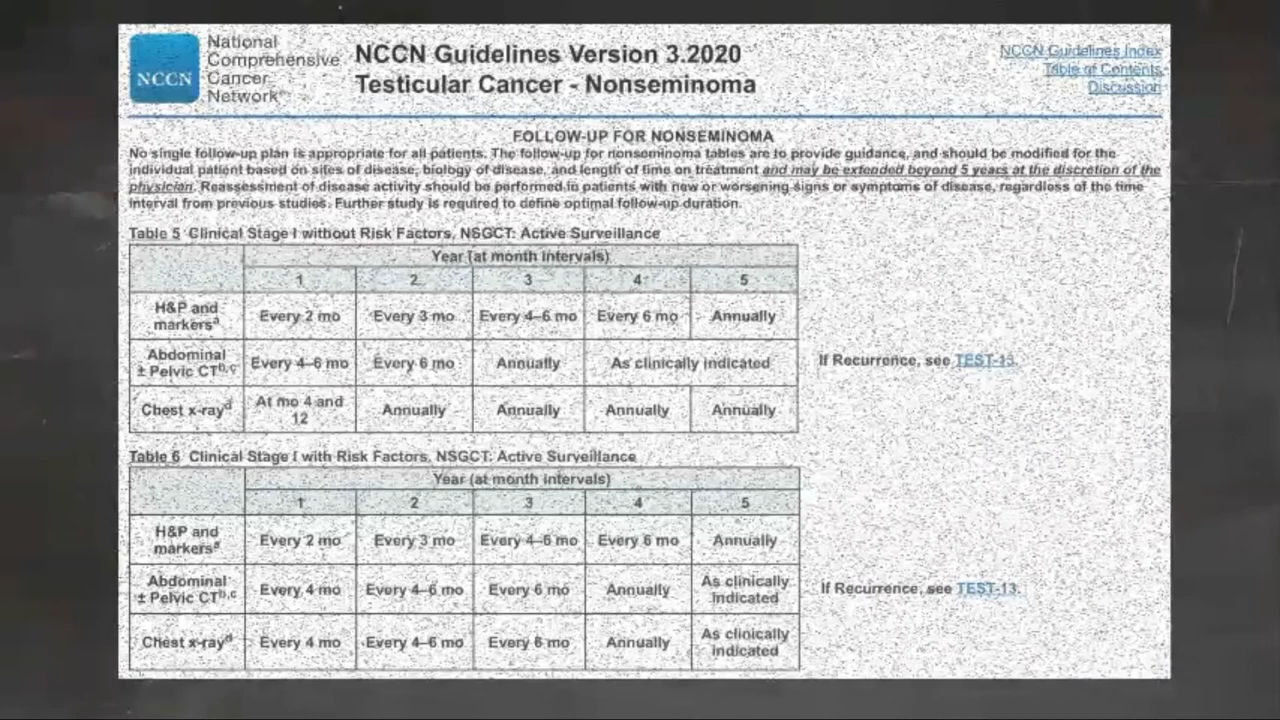 NCCN
National
Comprehensive
Cancer
Network®
NCCN Guidelines Version 3.2020
Testicular Cancer - Nonseminoma
NCCN Guidelines Index
Table of Contents
Discussion
FOLLOW-UP FOR NONSEMINOMA
No single follow-up plan is appropriate for all patients. The follow-up for nonseminoma tables are to provide guidance, and should be modified for the
individual patient based on sites of disease, biology of disease, and length of time on treatment and may be extended beyond 5 years at the discretion of the
physician. Reassessment of disease activity should be performed in patients with new or worsening signs or symptoms of disease, regardless of the time
interval from previous studies. Further study is required to define optimal follow-up duration.
Table 5 Clinical Stage I without Risk Factors, NSGCT: Active Surveillance
Year (at month intervals)
1 2 3 4 5
H&P and markersᵃ Every 2 mo Every 3 mo Every 4–6 mo Every 6 mo Annually
Abdominal ± Pelvic CTᵇ,ᶜ Every 4–6 mo Every 6 mo Annually As clinically indicated
Chest x-rayᵈ At mo 4 and 12 Annually Annually Annually Annually
If Recurrence, see TEST-13.
Table 6 Clinical Stage I with Risk Factors, NSGCT: Active Surveillance
Year (at month intervals)
1 2 3 4 5
H&P and markersᵃ Every 2 mo Every 3 mo Every 4–6 mo Every 6 mo Annually
Abdominal ± Pelvic CTᵇ,ᶜ Every 4 mo Every 4–6 mo Every 6 mo Annually As clinically indicated
Chest x-rayᵈ Every 4 mo Every 4–6 mo Every 6 mo Annually As clinically indicated
If Recurrence, see TEST-13.